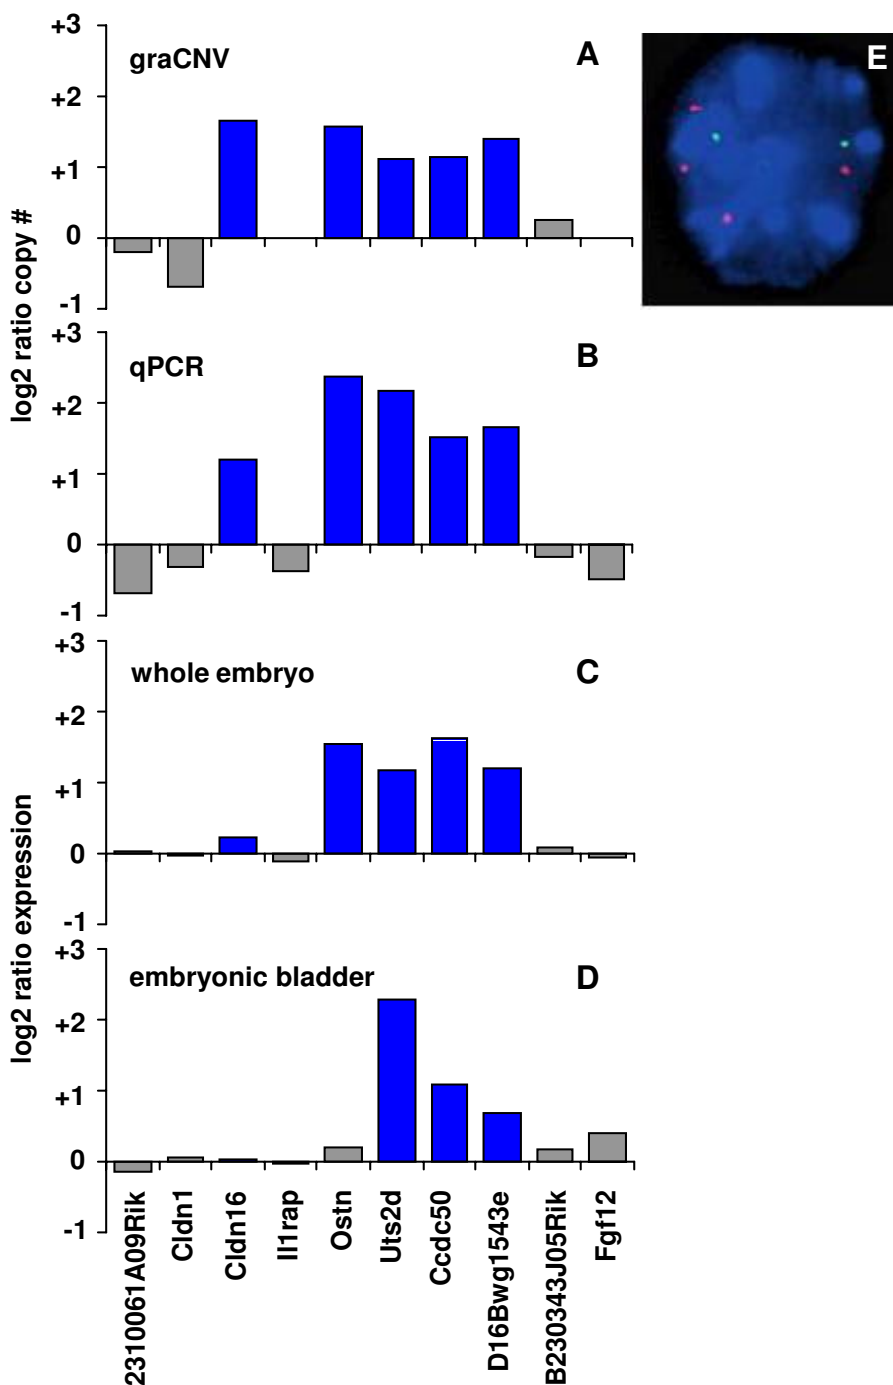 +3
graCNV
A
+2
+1
0
-1
log2 ratio copy #
+3
qPCR
B
+2
+1
0
-1
+3
whole embryo
C
+2
+1
0
-1
log2 ratio expression
+3
embryonic bladder
D
+2
+1
0
-1
2310061A09Rik
Cldn1
Cldn16
Il1rap
Ostn
Uts2d
Ccdc50
D16Bwg1543e
B230343J05Rik
Fgf12
E